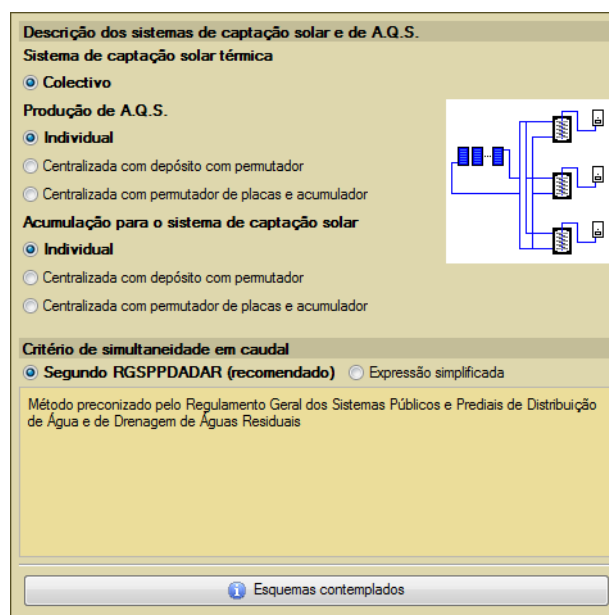 Descrição dos sistemas de captação solar e de A.Q.S.
Sistema de captação solar térmica
Colectivo
Produção de A.Q.S.
Individual
Centralizada com depósito com permutador
Centralizada com permutador de placas e acumulador
Acumulação para o sistema de captação solar
Individual
Centralizada com depósito com permutador
Centralizada com permutador de placas e acumulador
Critério de simultaneidade em caudal
Segundo RGSPPDADAR (recomendado) Expressão simplificada
Método preconizado pelo Regulamento Geral dos Sistemas Públicos e Prediais de Distribuição
de Água e de Drenagem de Águas Residuais
Esquemas contemplados